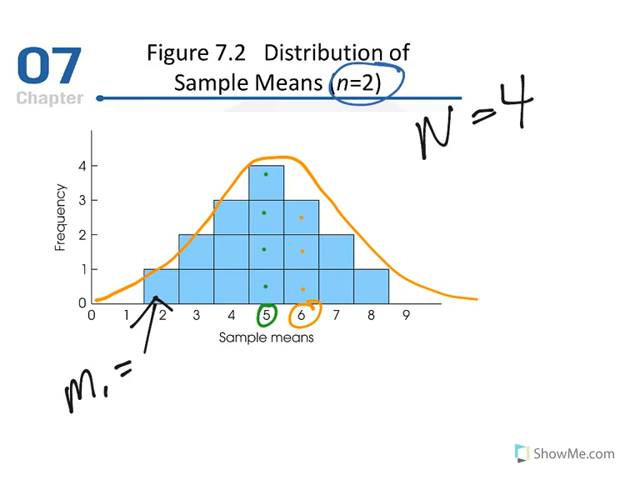 07
Chapter
Figure 7.2 Distribution of
Sample Means (n=2)
N = 4
Frequency
4
3
2
1
0
0 1 2 3 4 5 6 7 8 9
Sample means
m₁ =
ShowMe.com